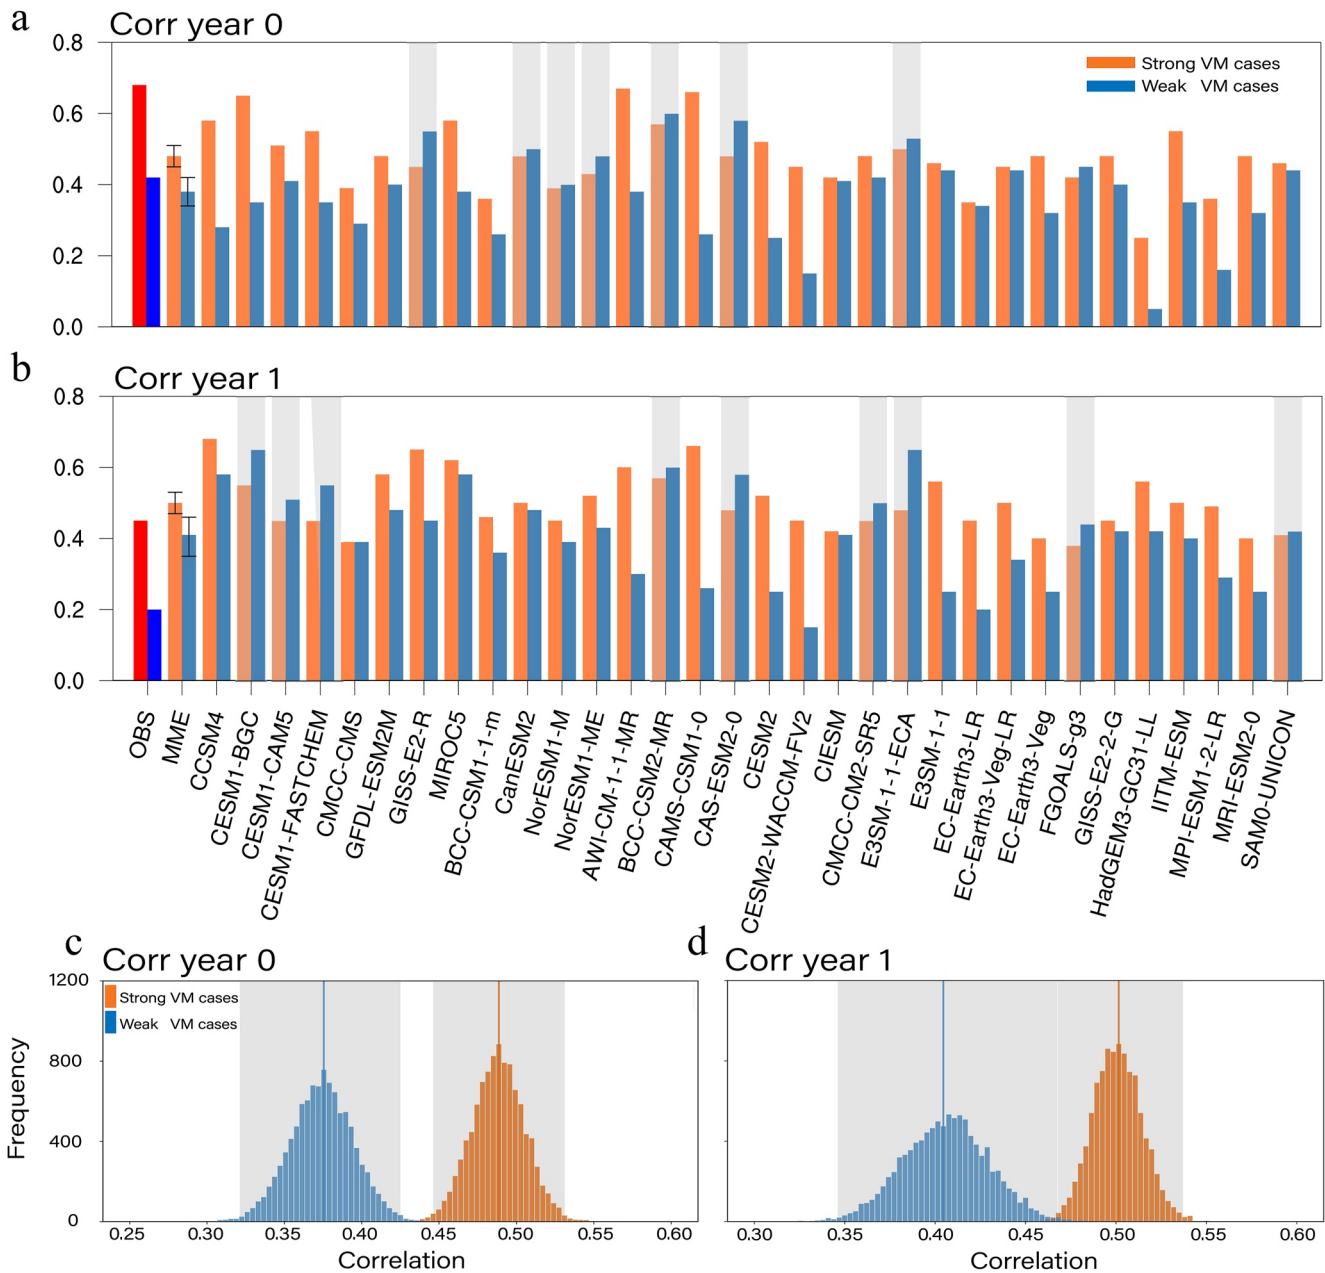 a
Corr year 0
0.8
0.6
0.4
0.2
0.0
Strong VM cases
Weak VM cases
b
Corr year 1
0.8
0.6
0.4
0.2
0.0
OBS
MME
CCSM4
CESM1-BGC
CESM1-CAM5
CESM1-FASTCHEM
CMCC-CMS
GFDL-ESM2M
GISS-E2-R
MIROC5
BCC-CSM1-1-m
CanESM2
NorESM1-M
NorESM1-ME
AWI-CM-1-1-MR
BCC-CSM2-MR
CAMS-CSM1-0
CAS-ESM2-0
CESM2
CESM2-WACCM-FV2
CIESM
CMCC-CM2-SR5
E3SM-1-1-ECA
E3SM-1-1
EC-Earth3-LR
EC-Earth3-Veg-LR
EC-Earth3-Veg
FGOALS-g3
GISS-E2-2-G
HadGEM3-GC31-LL
IITM-ESM
MPI-ESM1-2-LR
MRI-ESM2-0
SAM0-UNICON
c
Corr year 0
1200
800
400
0
Frequency
Strong VM cases
Weak VM cases
0.25 0.30 0.35 0.40 0.45 0.50 0.55 0.60
Correlation
d
Corr year 1
0.30 0.35 0.40 0.45 0.50 0.55 0.60
Correlation